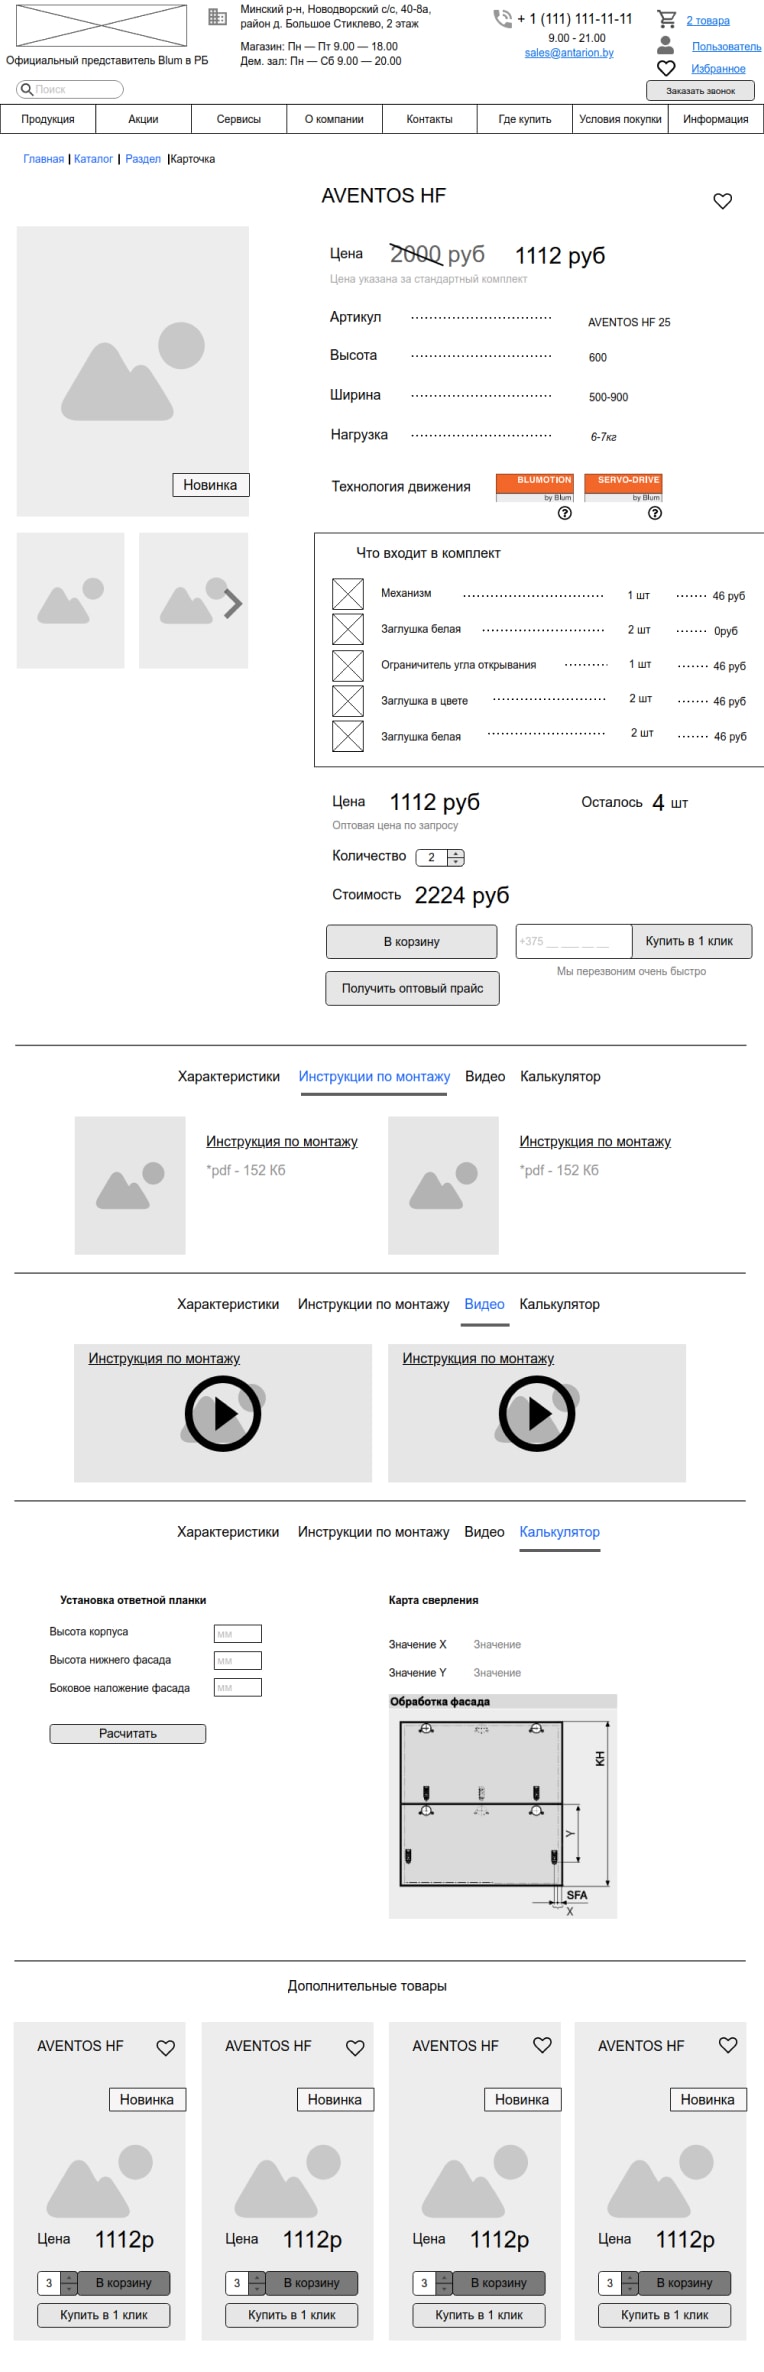 Официальный представитель Blum в РБ
Минский р-н, Новодворский с/с, 40-8а,
район д. Большое Стиклево, 2 этаж
Магазин: Пн — Пт 9.00 — 18.00
Дем. зал: Пн — Сб 9.00 — 20.00
+ 1 (111) 111-11-11
9.00 - 21.00
sales@antarion.by
2 товара
Пользователь
Избранное
Поиск
Заказать звонок
Продукция Акции Сервисы О компании Контакты Где купить Условия покупки Информация
Главная | Каталог | Раздел |Карточка
AVENTOS HF
Цена 2000 руб 1112 руб
Цена указана за стандартный комплект
Артикул AVENTOS HF 25
Высота 600
Ширина 500-900
Нагрузка 6-7кг
Новинка
Технология движения BLUMOTION by Blum SERVO-DRIVE by Blum
? ?
Что входит в комплект
Механизм 1 шт 46 руб
Заглушка белая 2 шт 0руб
Ограничитель угла открывания 1 шт 46 руб
Заглушка в цвете 2 шт 46 руб
Заглушка белая 2 шт 46 руб
Цена 1112 руб Осталось 4 шт
Оптовая цена по запросу
Количество 2
Стоимость 2224 руб
В корзину +375 __ ___ __ __ Купить в 1 клик
Мы перезвоним очень быстро
Получить оптовый прайс
Характеристики Инструкции по монтажу Видео Калькулятор
Инструкция по монтажу Инструкция по монтажу
*pdf - 152 Кб *pdf - 152 Кб
Характеристики Инструкции по монтажу Видео Калькулятор
Инструкция по монтажу Инструкция по монтажу
Характеристики Инструкции по монтажу Видео Калькулятор
Установка ответной планки
Высота корпуса мм
Высота нижнего фасада мм
Боковое наложение фасада мм
Расчитать
Карта сверления
Значение X Значение
Значение Y Значение
Обработка фасада
KH
Y
SFA
X
Дополнительные товары
AVENTOS HF AVENTOS HF AVENTOS HF AVENTOS HF
Новинка Новинка Новинка Новинка
Цена 1112р Цена 1112р Цена 1112р Цена 1112р
3 В корзину 3 В корзину 3 В корзину 3 В корзину
Купить в 1 клик Купить в 1 клик Купить в 1 клик Купить в 1 клик